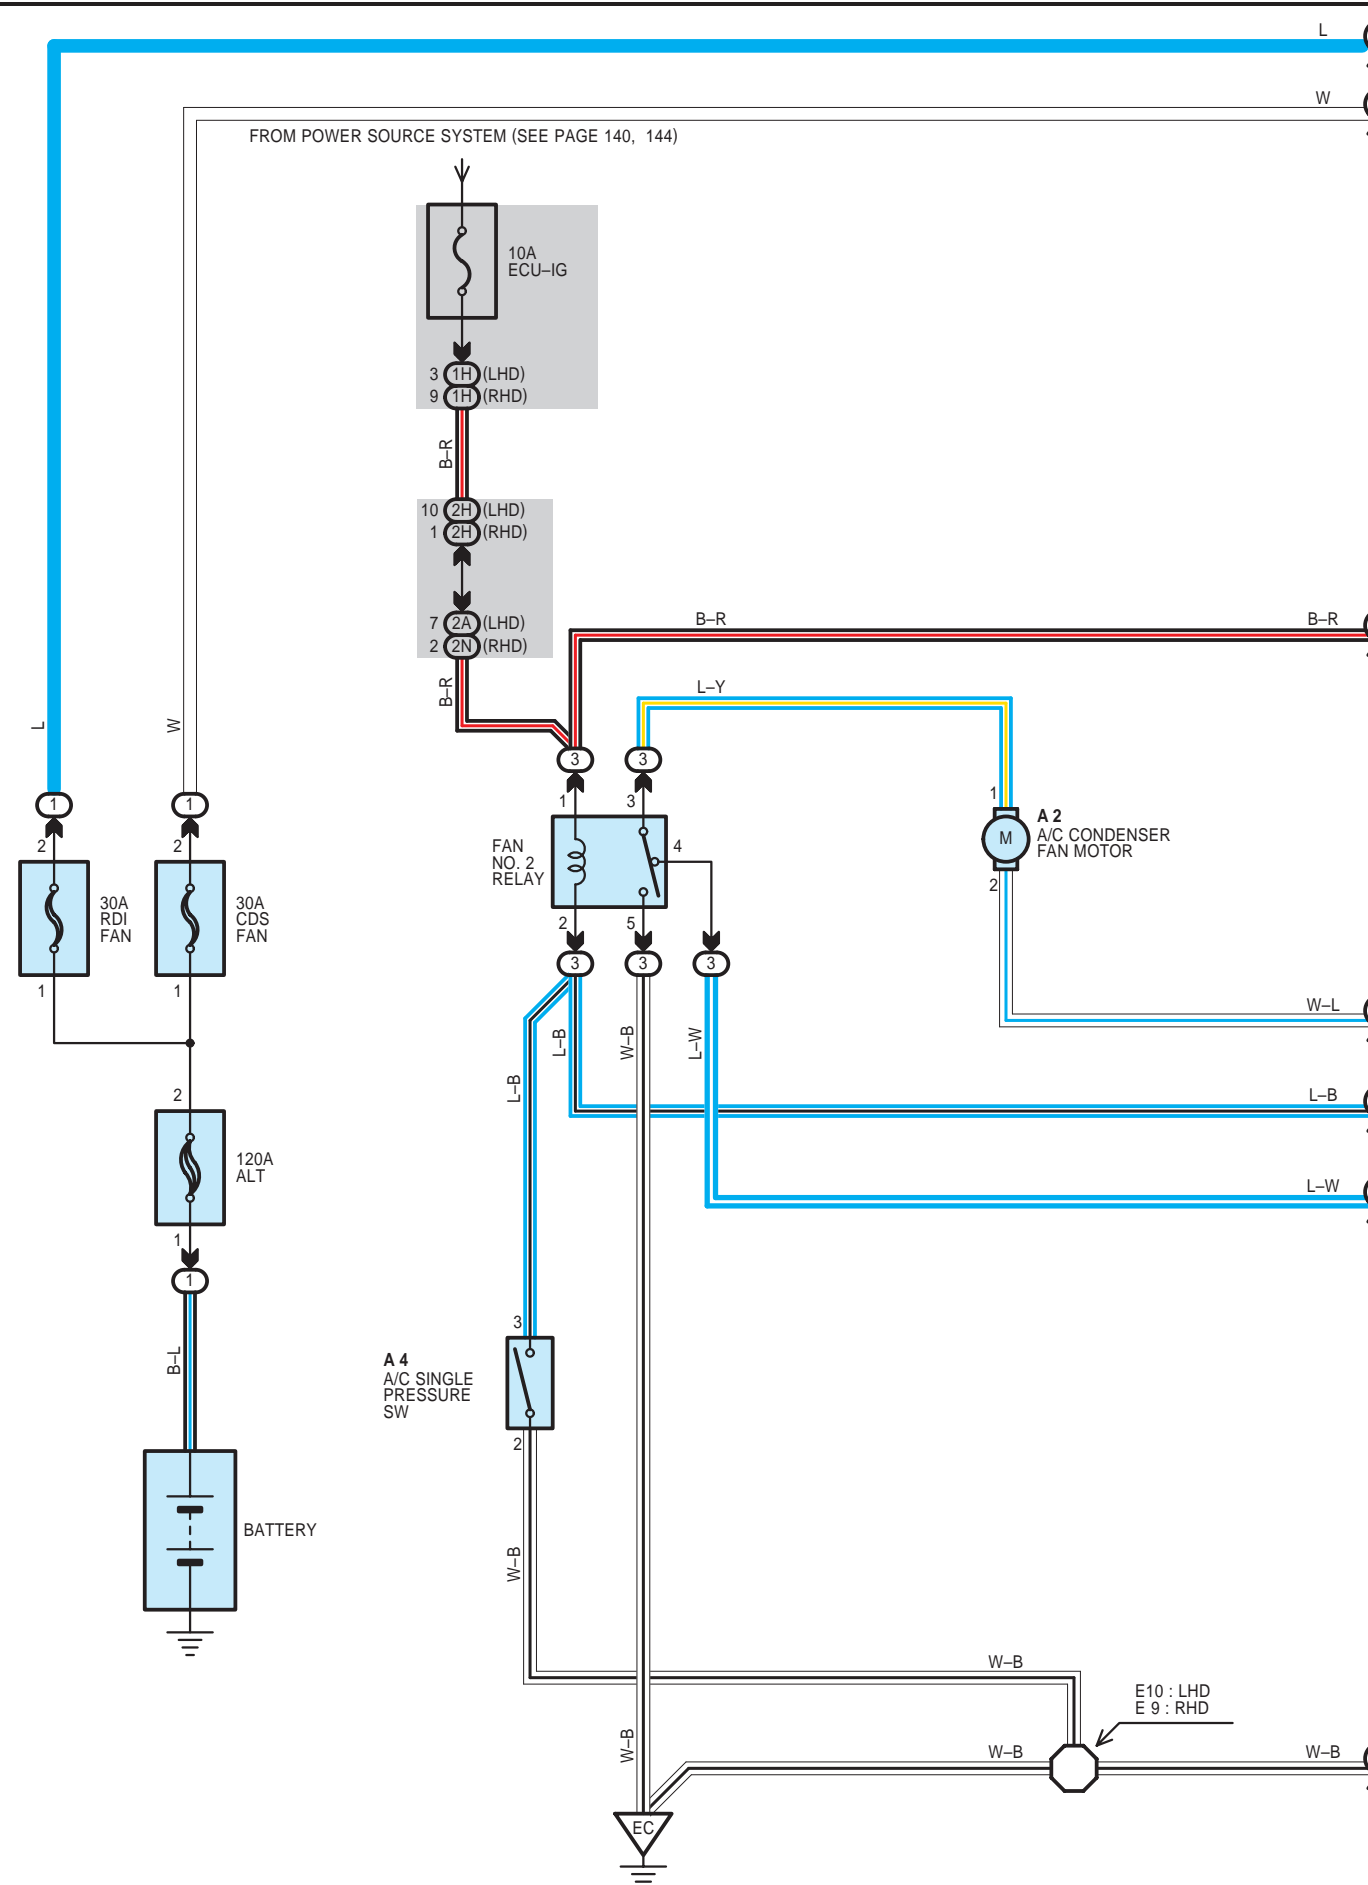 L
W
FROM POWER SOURCE SYSTEM (SEE PAGE 140, 144)
10A
ECU–IG
3 1H (LHD)
9 1H (RHD)
B–R
10 2H (LHD)
1 2H (RHD)
7 2A (LHD)
2 2N (RHD)
B–R
B–R
B–R
L–Y
L
W
3
3
1
1
1
3
1
A 2
A/C CONDENSER
FAN MOTOR
M
2
2
2
FAN
NO. 2
RELAY
4
30A
RDI
FAN
30A
CDS
FAN
2
5
3
3
3
1
1
W–L
L–B
W–B
L–W
L–B
2
L–B
120A
ALT
L–W
1
1
3
B–L
A 4
A/C SINGLE
PRESSURE
SW
2
BATTERY
W–B
W–B
E10 : LHD
E 9 : RHD
W–B
W–B
W–B
EC